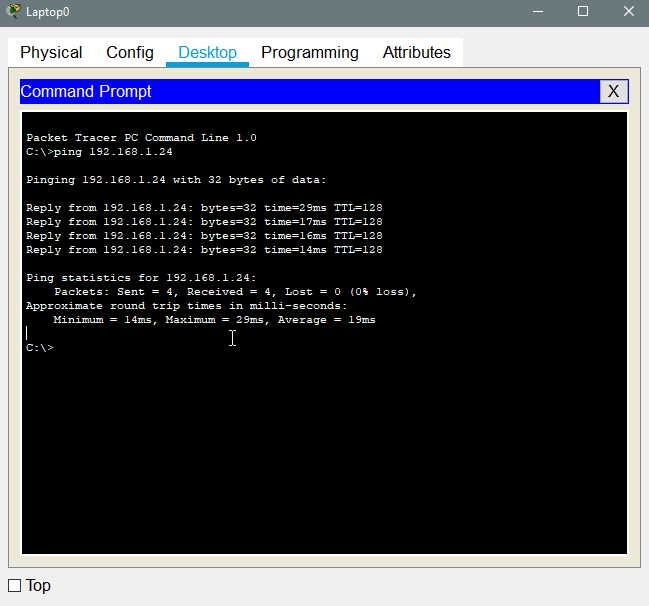 Laptop0
Physical Config Desktop Programming Attributes
Command Prompt X
Packet Tracer PC Command Line 1.0
C:\>ping 192.168.1.24
Pinging 192.168.1.24 with 32 bytes of data:
Reply from 192.168.1.24: bytes=32 time=29ms TTL=128
Reply from 192.168.1.24: bytes=32 time=17ms TTL=128
Reply from 192.168.1.24: bytes=32 time=16ms TTL=128
Reply from 192.168.1.24: bytes=32 time=14ms TTL=128
Ping statistics for 192.168.1.24:
Packets: Sent = 4, Received = 4, Lost = 0 (0% loss),
Approximate round trip times in milli-seconds:
Minimum = 14ms, Maximum = 29ms, Average = 19ms
C:\>
Top